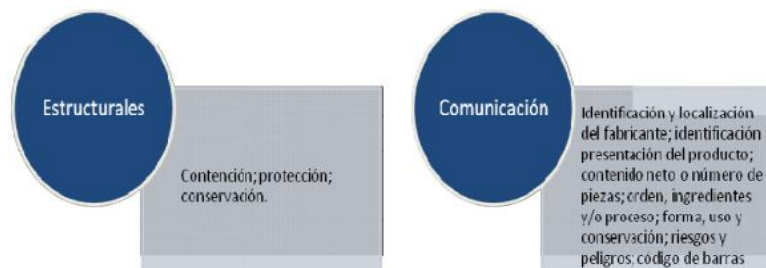 Estructurales
Contención; protección;
conservación.
Comunicación
Identificación y localización
del fabricante; identificación
presentación del producto;
contenido neto o número de
piezas; orden, ingredientes
y/o proceso; forma, uso y
conservación; riesgos y
peligros; código de barras